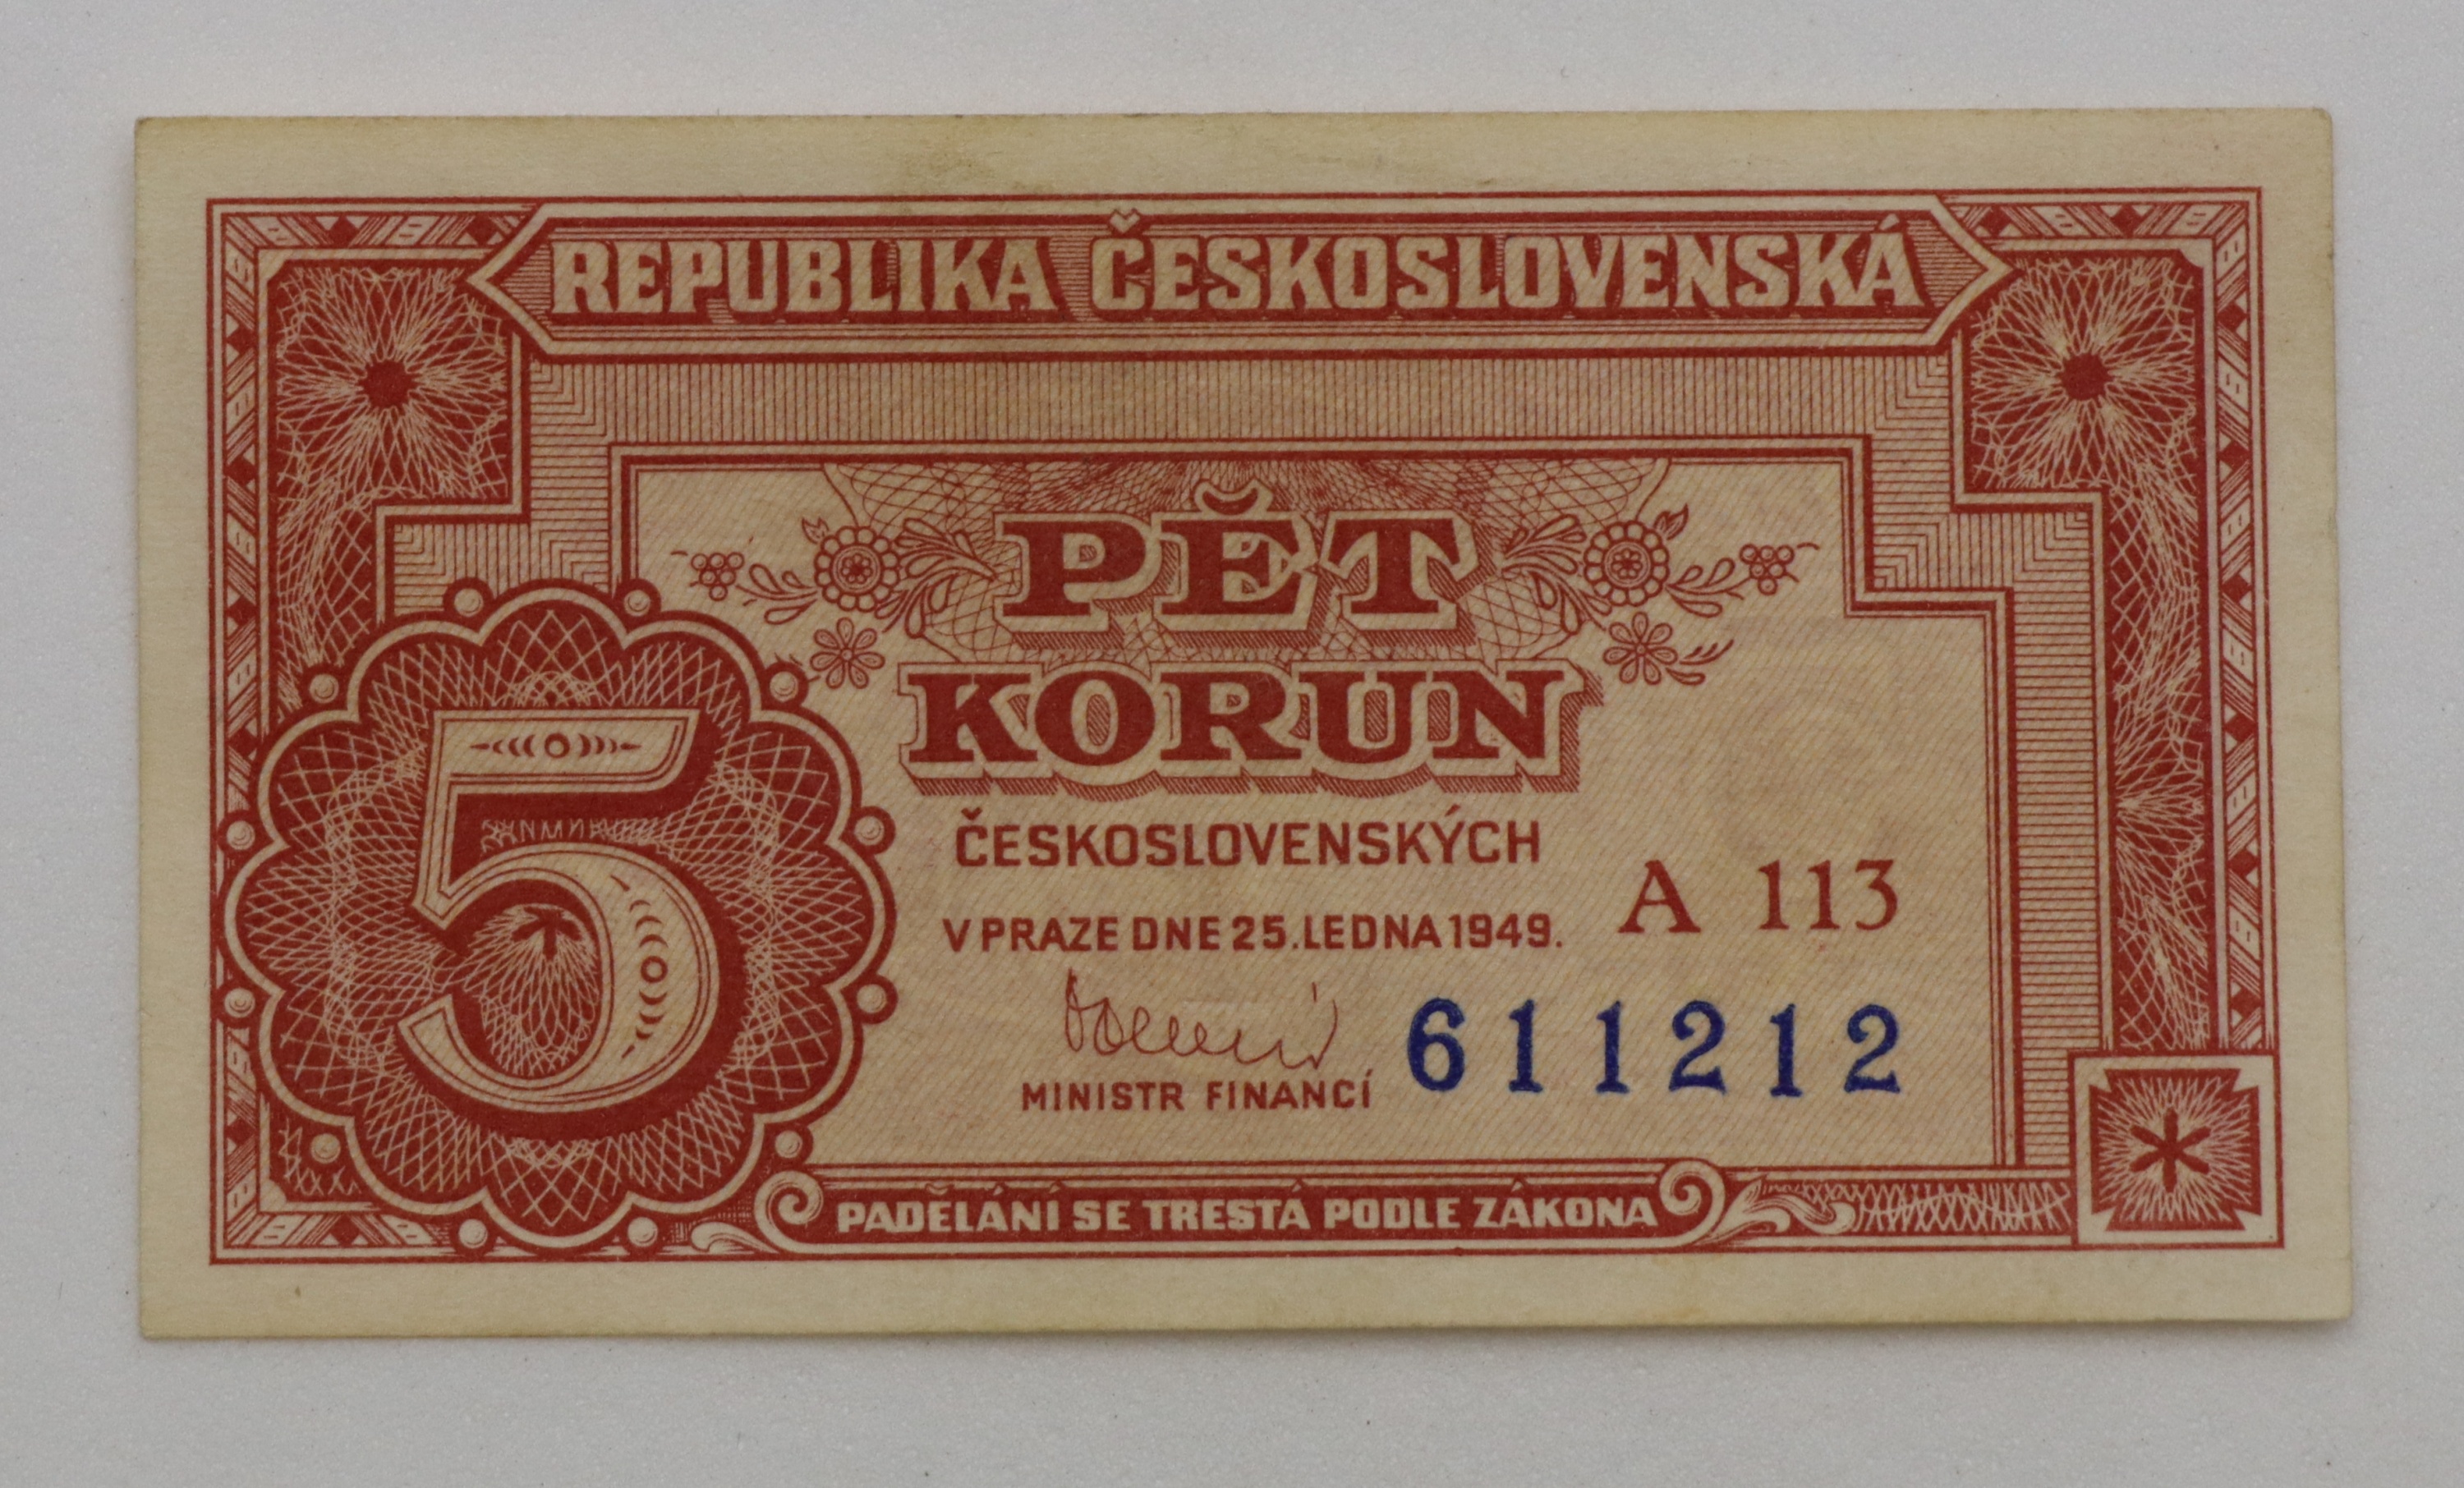 REPUBLIKA ČESKOSLOVENSKÁ
PĚT
KORUN
ČESKOSLOVENSKÝCH
V PRAZE DNE 25. LEDNA 1949.
A 113
611212
MINISTR FINANCÍ
5
PADĚLÁNÍ SE TRESTÁ PODLE ZÁKONA